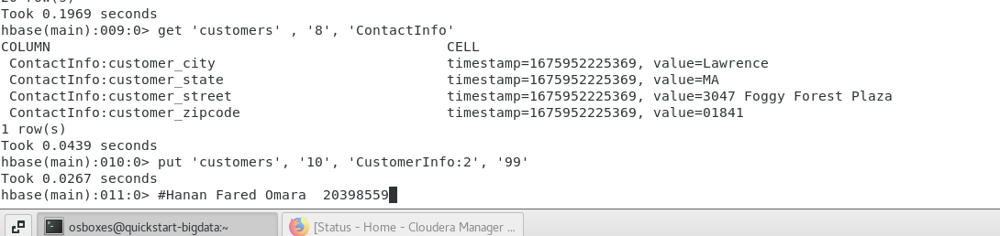 20 row(s)
Took 0.1969 seconds
hbase(main):009:0> get 'customers' , '8', 'ContactInfo'
COLUMN CELL
ContactInfo:customer_city timestamp=1675952225369, value=Lawrence
ContactInfo:customer_state timestamp=1675952225369, value=MA
ContactInfo:customer_street timestamp=1675952225369, value=3047 Foggy Forest Plaza
ContactInfo:customer_zipcode timestamp=1675952225369, value=01841
1 row(s)
Took 0.0439 seconds
hbase(main):010:0> put 'customers', '10', 'CustomerInfo:2', '99'
Took 0.0267 seconds
hbase(main):011:0> #Hanan Fared Omara  20398559
osboxes@quickstart-bigdata:~ [Status - Home - Cloudera Manager ...